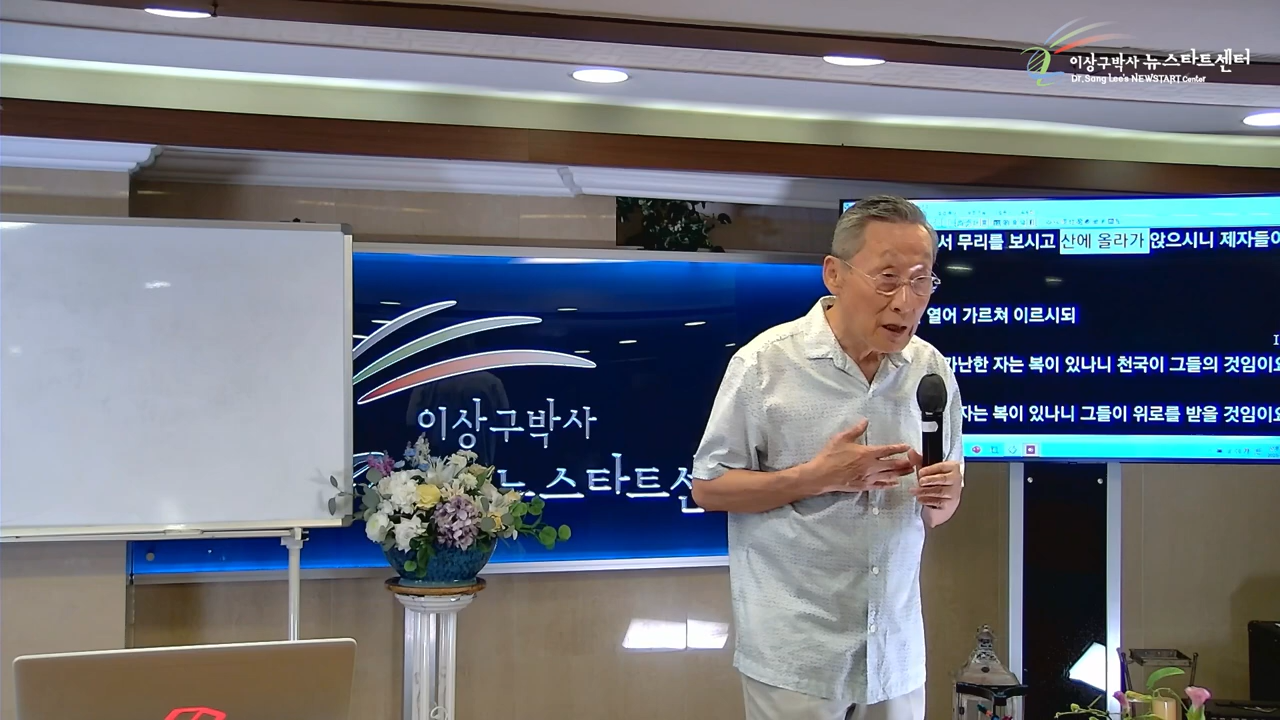 이상구박사 뉴스타트센터
Dr. Sang Lee's NEWSTART Center
서 무리를 보시고 산에 올라가 앉으시니 제자들이
열어 가르쳐 이르시되
가난한 자는 복이 있나니 천국이 그들의 것임이요
자는 복이 있나니 그들이 위로를 받을 것임이요
이상구박사
뉴스타트센